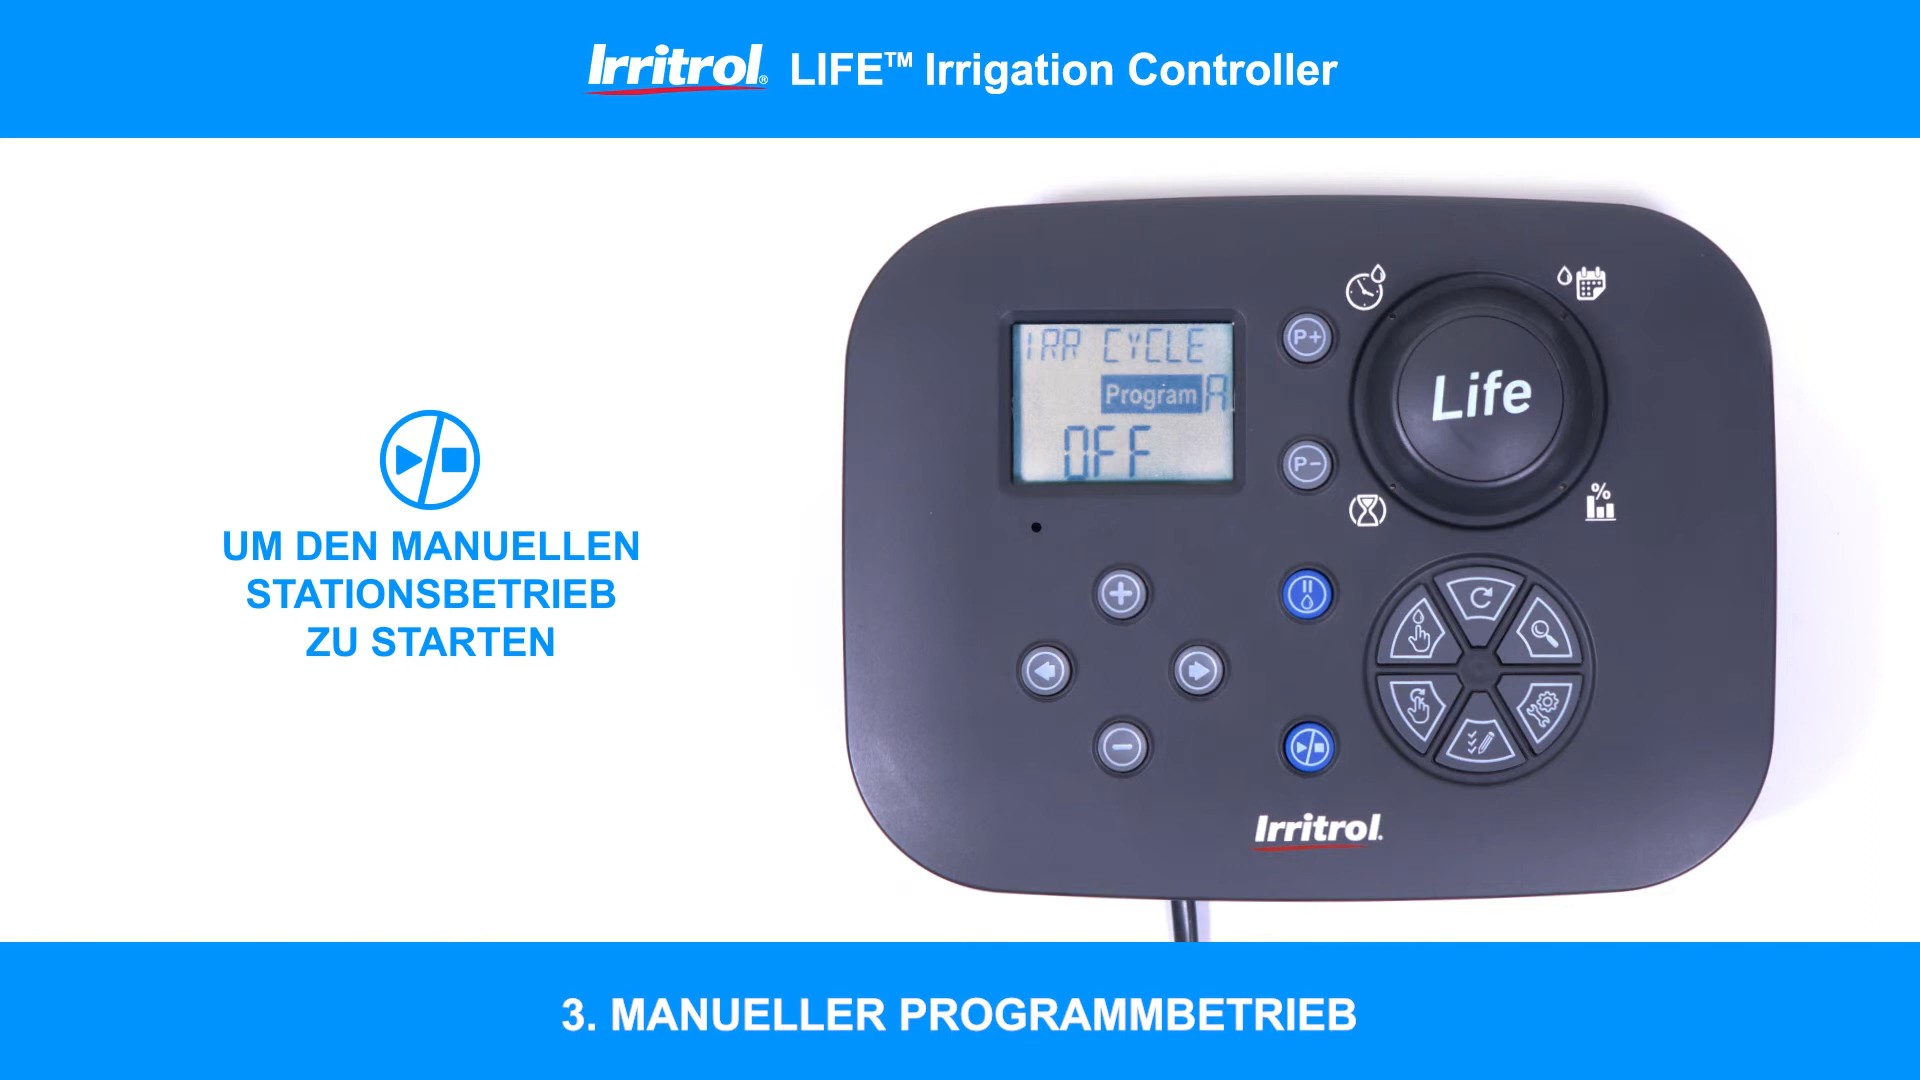 Irritrol® LIFE™ Irrigation Controller
IRR CYCLE
Program A
OFF
P+
P-
Life
%
UM DEN MANUELLEN
STATIONSBETRIEB
ZU STARTEN
Irritrol.
3. MANUELLER PROGRAMMBETRIEB